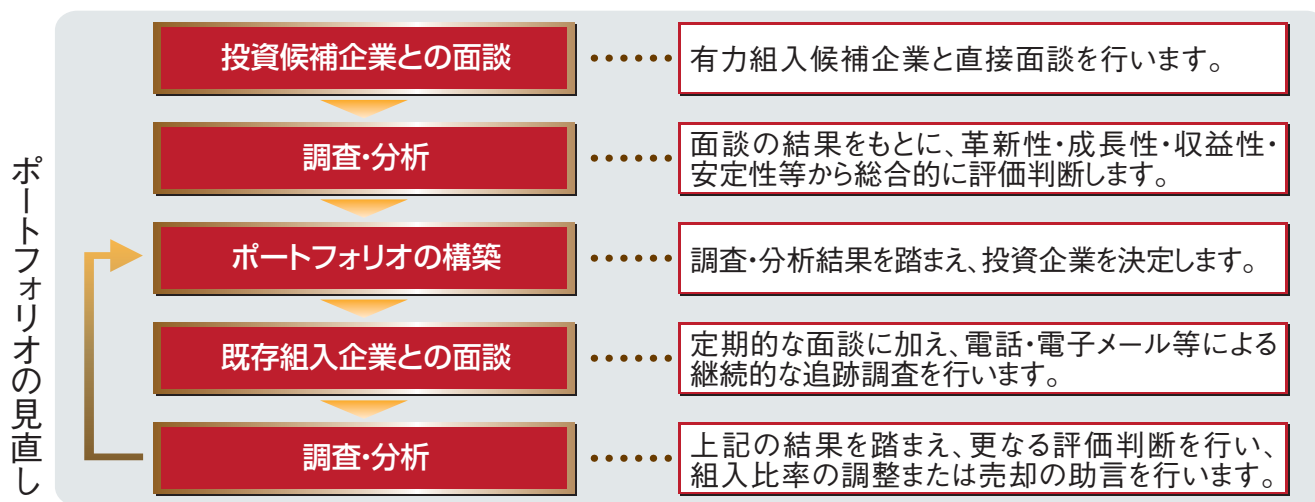 投資候補企業との面談
有力組入候補企業と直接面談を行います。
調査・分析
面談の結果をもとに、革新性・成長性・収益性・
安定性等から総合的に評価判断します。
ポートフォリオの構築
調査・分析結果を踏まえ、投資企業を決定します。
既存組入企業との面談
定期的な面談に加え、電話・電子メール等による
継続的な追跡調査を行います。
調査・分析
上記の結果を踏まえ、更なる評価判断を行い、
組入比率の調整または売却の助言を行います。
ポートフォリオの見直し